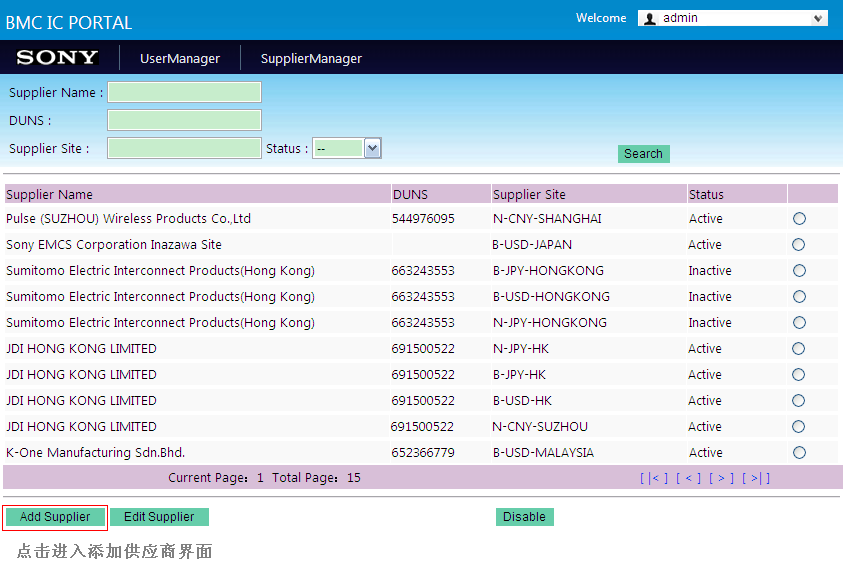 BMC IC PORTAL
Welcome admin
SONY UserManager SupplierManager
Supplier Name :
DUNS :
Supplier Site : Status : --
Search
Supplier Name DUNS Supplier Site Status
Pulse (SUZHOU) Wireless Products Co.,Ltd 544976095 N-CNY-SHANGHAI Active
Sony EMCS Corporation Inazawa Site B-USD-JAPAN Active
Sumitomo Electric Interconnect Products(Hong Kong) 663243553 B-JPY-HONGKONG Inactive
Sumitomo Electric Interconnect Products(Hong Kong) 663243553 B-USD-HONGKONG Inactive
Sumitomo Electric Interconnect Products(Hong Kong) 663243553 N-JPY-HONGKONG Inactive
JDI HONG KONG LIMITED 691500522 N-JPY-HK Active
JDI HONG KONG LIMITED 691500522 B-JPY-HK Active
JDI HONG KONG LIMITED 691500522 B-USD-HK Active
JDI HONG KONG LIMITED 691500522 N-CNY-SUZHOU Active
K-One Manufacturing Sdn.Bhd. 652366779 B-USD-MALAYSIA Active
Current Page: 1 Total Page: 15 [ |< ] [ < ] [ > ] [ >| ]
Add Supplier Edit Supplier Disable
点击进入添加供应商界面